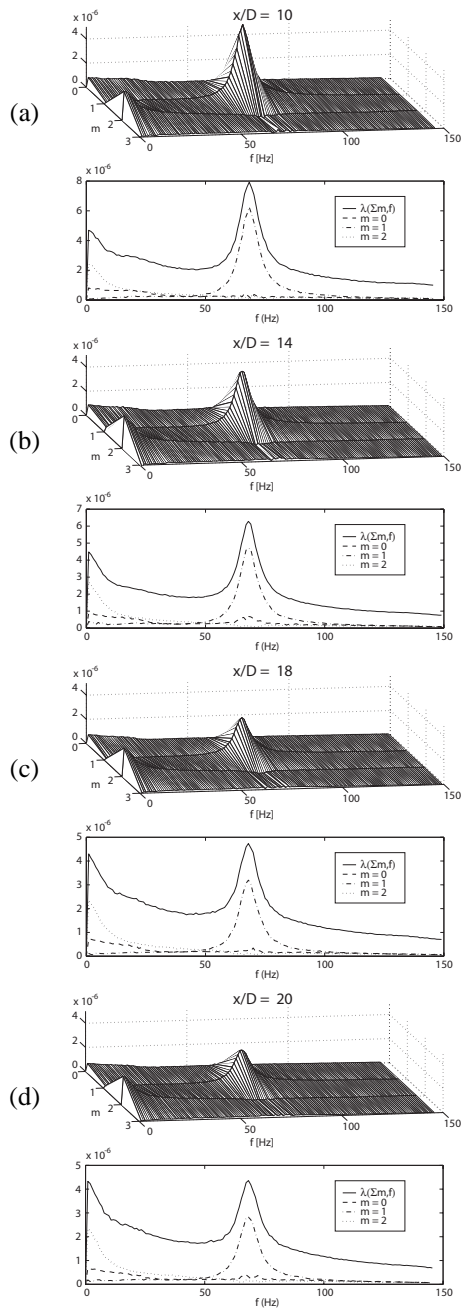 x/D = 10
x 10⁻⁶
4
2
0
0
1
2
3
m
0
50
100
150
f [Hz]
(a)
x 10⁻⁶
8
6
4
2
0
λ(Σm,f)
m = 0
m = 1
m = 2
0
50
100
150
f (Hz)
x/D = 14
x 10⁻⁶
4
2
0
0
1
2
3
m
0
50
100
150
f [Hz]
(b)
x 10⁻⁶
7
6
5
4
3
2
1
0
λ(Σm,f)
m = 0
m = 1
m = 2
0
50
100
150
f (Hz)
x/D = 18
x 10⁻⁶
4
2
0
0
1
2
3
m
0
50
100
150
f [Hz]
(c)
x 10⁻⁶
5
4
3
2
1
0
λ(Σm,f)
m = 0
m = 1
m = 2
0
50
100
150
f (Hz)
x/D = 20
x 10⁻⁶
4
2
0
0
1
2
3
m
0
50
100
150
f [Hz]
(d)
x 10⁻⁶
5
4
3
2
1
0
λ(Σm,f)
m = 0
m = 1
m = 2
0
50
100
150
f (Hz)